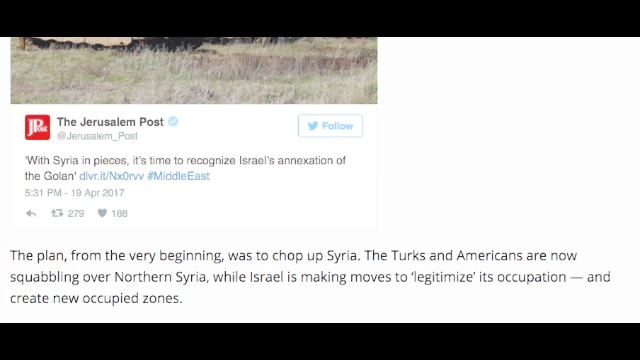 JPost
The Jerusalem Post
@Jerusalem_Post
Follow
'With Syria in pieces, it's time to recognize Israel's annexation of
the Golan' dlvr.it/Nx0rvv #MiddleEast
5:31 PM - 19 Apr 2017
279 188
The plan, from the very beginning, was to chop up Syria. The Turks and Americans are now
squabbling over Northern Syria, while Israel is making moves to ‘legitimize’ its occupation — and
create new occupied zones.